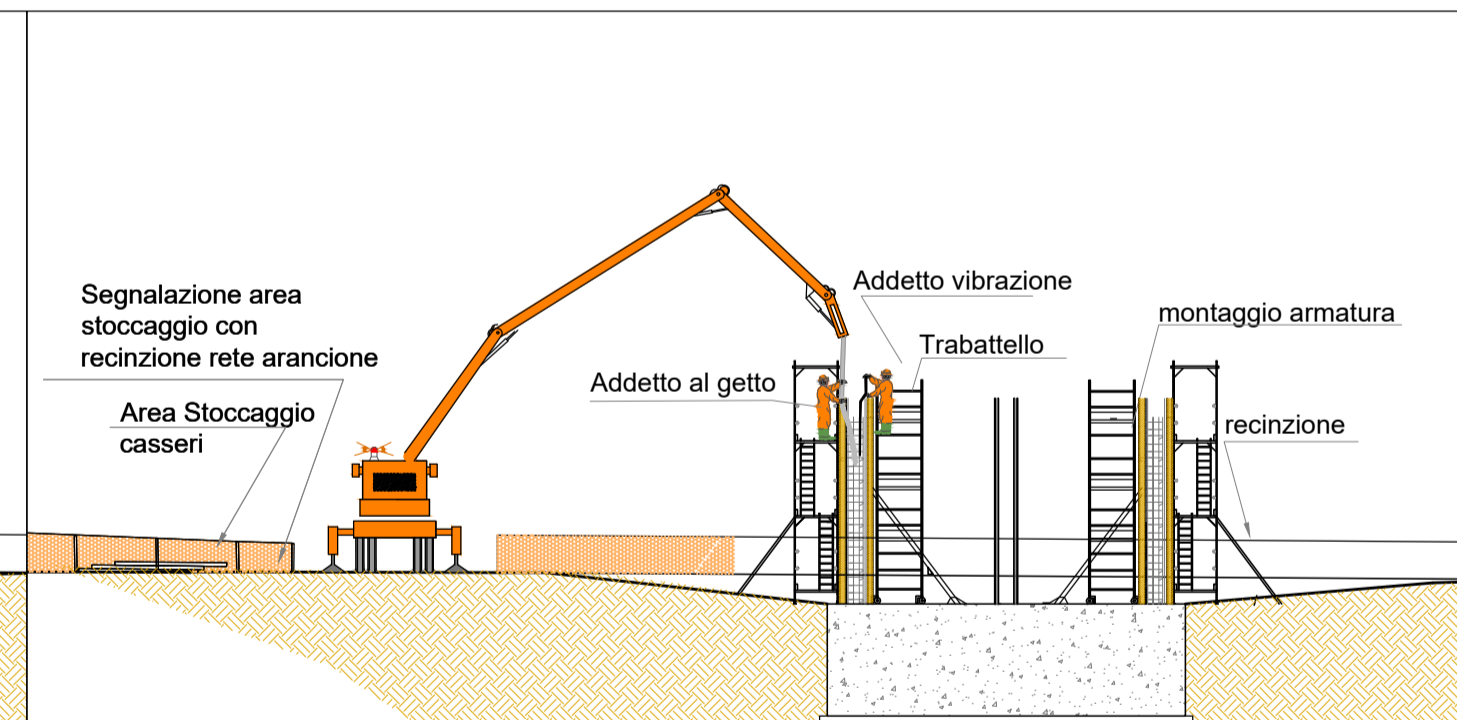 Segnalazione area
stoccaggio con
recinzione rete arancione
Area Stoccaggio
casseri
Addetto al getto
Addetto vibrazione
Trabattello
montaggio armatura
recinzione